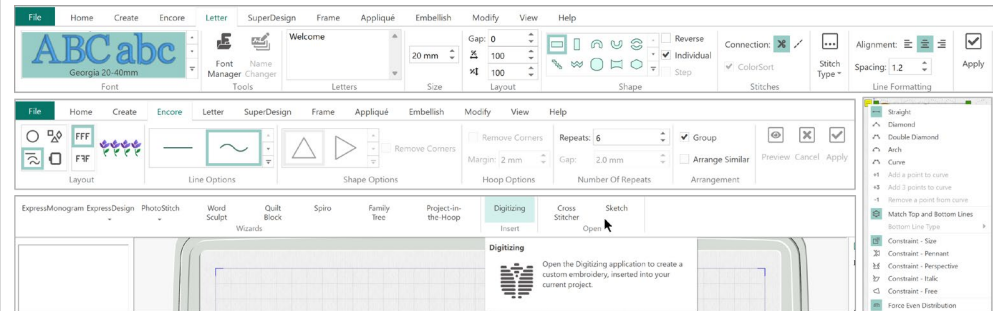 File Home Create Encore Letter SuperDesign Frame Appliqué Embellish Modify View Help
ABC abc
Georgia 20-40mm
Font
Font Manager
Name Changer
Tools
Welcome
Letters
20 mm
Size
Gap: 0
100
100
Layout
Shape
Reverse
Individual
Step
Connection:
ColorSort
Stitch Type
Stitches
Alignment:
Spacing: 1.2
Line Formatting
Apply
File Home Create Encore Letter SuperDesign Frame Appliqué Embellish Modify View Help
FFF
Layout
Line Options
Remove Corners
Shape Options
Remove Corners
Margin: 2 mm
Hoop Options
Repeats: 6
Gap: 2.0 mm
Number Of Repeats
Group
Arrange Similar
Arrangement
Preview Cancel Apply
ExpressMonogram ExpressDesign PhotoStitch
Word Sculpt
Quilt Block
Spiro
Family Tree
Project-in-the-Hoop
Wizards
Digitizing
Insert
Cross Stitcher
Sketch
Open
Digitizing
Open the Digitizing application to create a
custom embroidery, inserted into your
current project.
Straight
Diamond
Double Diamond
Arch
Curve
+1 Add a point to curve
+3 Add 3 points to curve
-1 Remove a point from curve
Match Top and Bottom Lines
Bottom Line Type
Constraint - Size
Constraint - Pennant
Constraint - Perspective
Constraint - Italic
Constraint - Free
Force Even Distribution